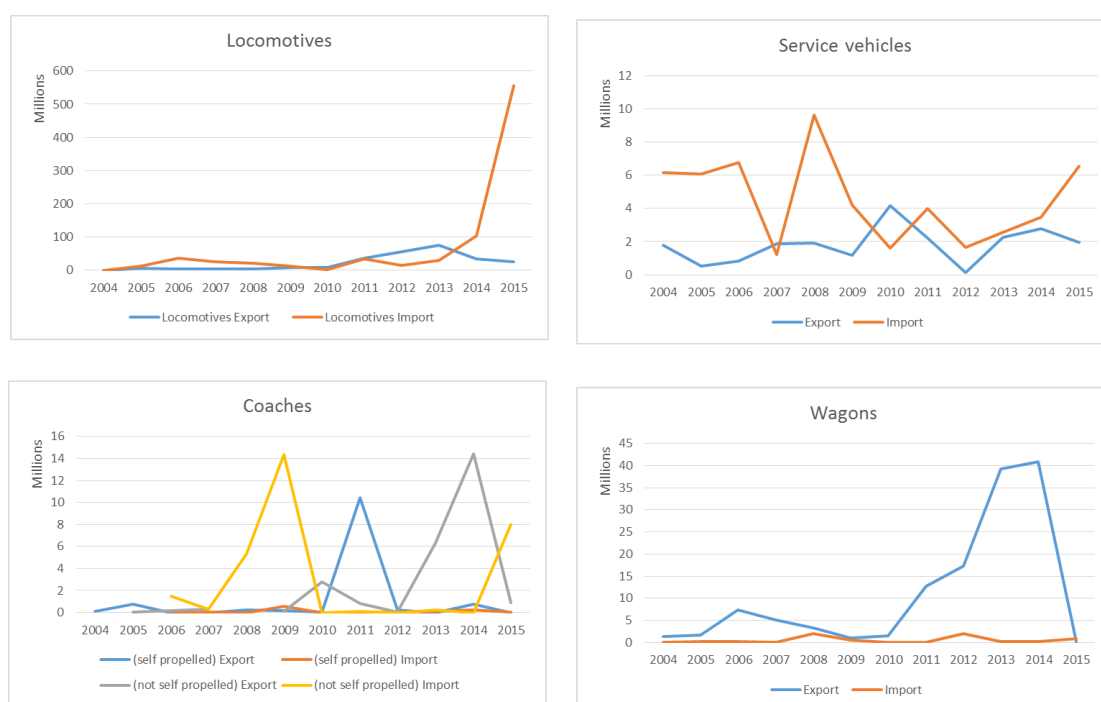 Locomotives
Millions
600
500
400
300
200
100
0
2004 2005 2006 2007 2008 2009 2010 2011 2012 2013 2014 2015
Locomotives Export Locomotives Import
Service vehicles
Millions
12
10
8
6
4
2
0
2004 2005 2006 2007 2008 2009 2010 2011 2012 2013 2014 2015
Export Import
Coaches
Millions
16
14
12
10
8
6
4
2
0
2004 2005 2006 2007 2008 2009 2010 2011 2012 2013 2014 2015
(self propelled) Export (self propelled) Import
(not self propelled) Export (not self propelled) Import
Wagons
Millions
45
40
35
30
25
20
15
10
5
0
2004 2005 2006 2007 2008 2009 2010 2011 2012 2013 2014 2015
Export Import